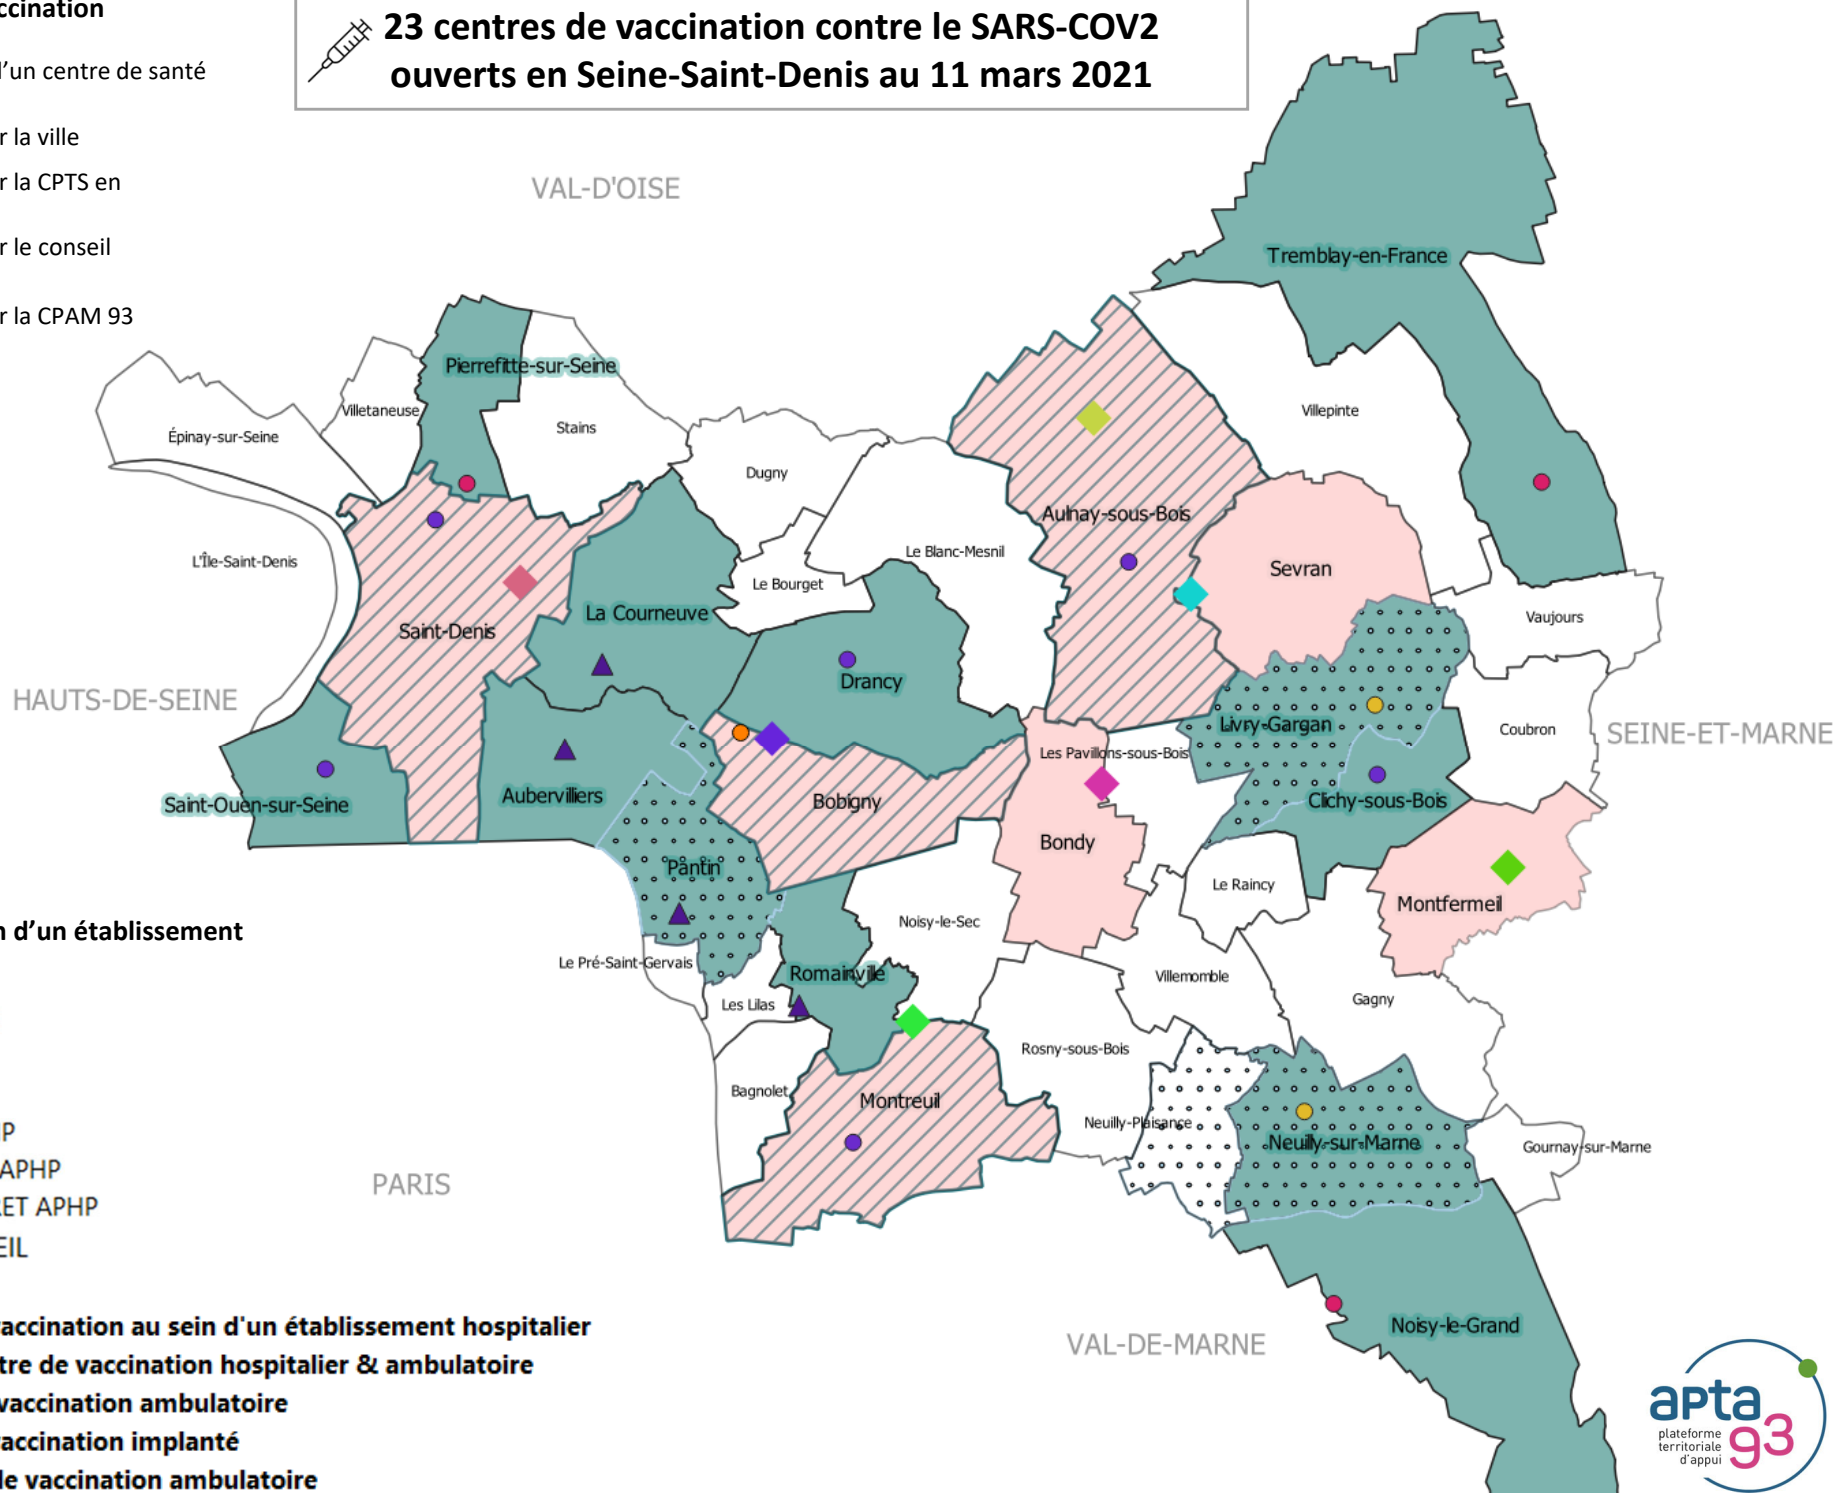 ccination
23 centres de vaccination contre le SARS-COV2
ouverts en Seine-Saint-Denis au 11 mars 2021
d'un centre de santé
r la ville
r la CPTS en
r le conseil
r la CPAM 93
VAL-D'OISE
Tremblay-en-France
Pierrefitte-sur-Seine
Villetaneuse
Villepinte
Stains
Épinay-sur-Seine
Dugny
Aulnay-sous-Bois
Le Blanc-Mesnil
L'Île-Saint-Denis
Sevran
Le Bourget
La Courneuve
Vaujours
Saint-Denis
Drancy
HAUTS-DE-SEINE
Livry-Gargan
Coubron
SEINE-ET-MARNE
Les Pavillons-sous-Bois
Saint-Ouen-sur-Seine
Aubervilliers
Bobigny
Clichy-sous-Bois
Bondy
Pantin
Le Raincy
Montfermeil
Noisy-le-Sec
n d'un établissement
Le Pré-Saint-Gervais
Romainville
Villemomble
Les Lilas
Gagny
Rosny-sous-Bois
Bagnolet
Montreuil
Neuilly-Plaisance
Neuilly-sur-Marne
Gournay-sur-Marne
PARIS
P
APHP
ET APHP
EIL
Noisy-le-Grand
VAL-DE-MARNE
accination au sein d'un établissement hospitalier
tre de vaccination hospitalier & ambulatoire
vaccination ambulatoire
accination implanté
de vaccination ambulatoire
apta
93
plateforme
territoriale
d'appui